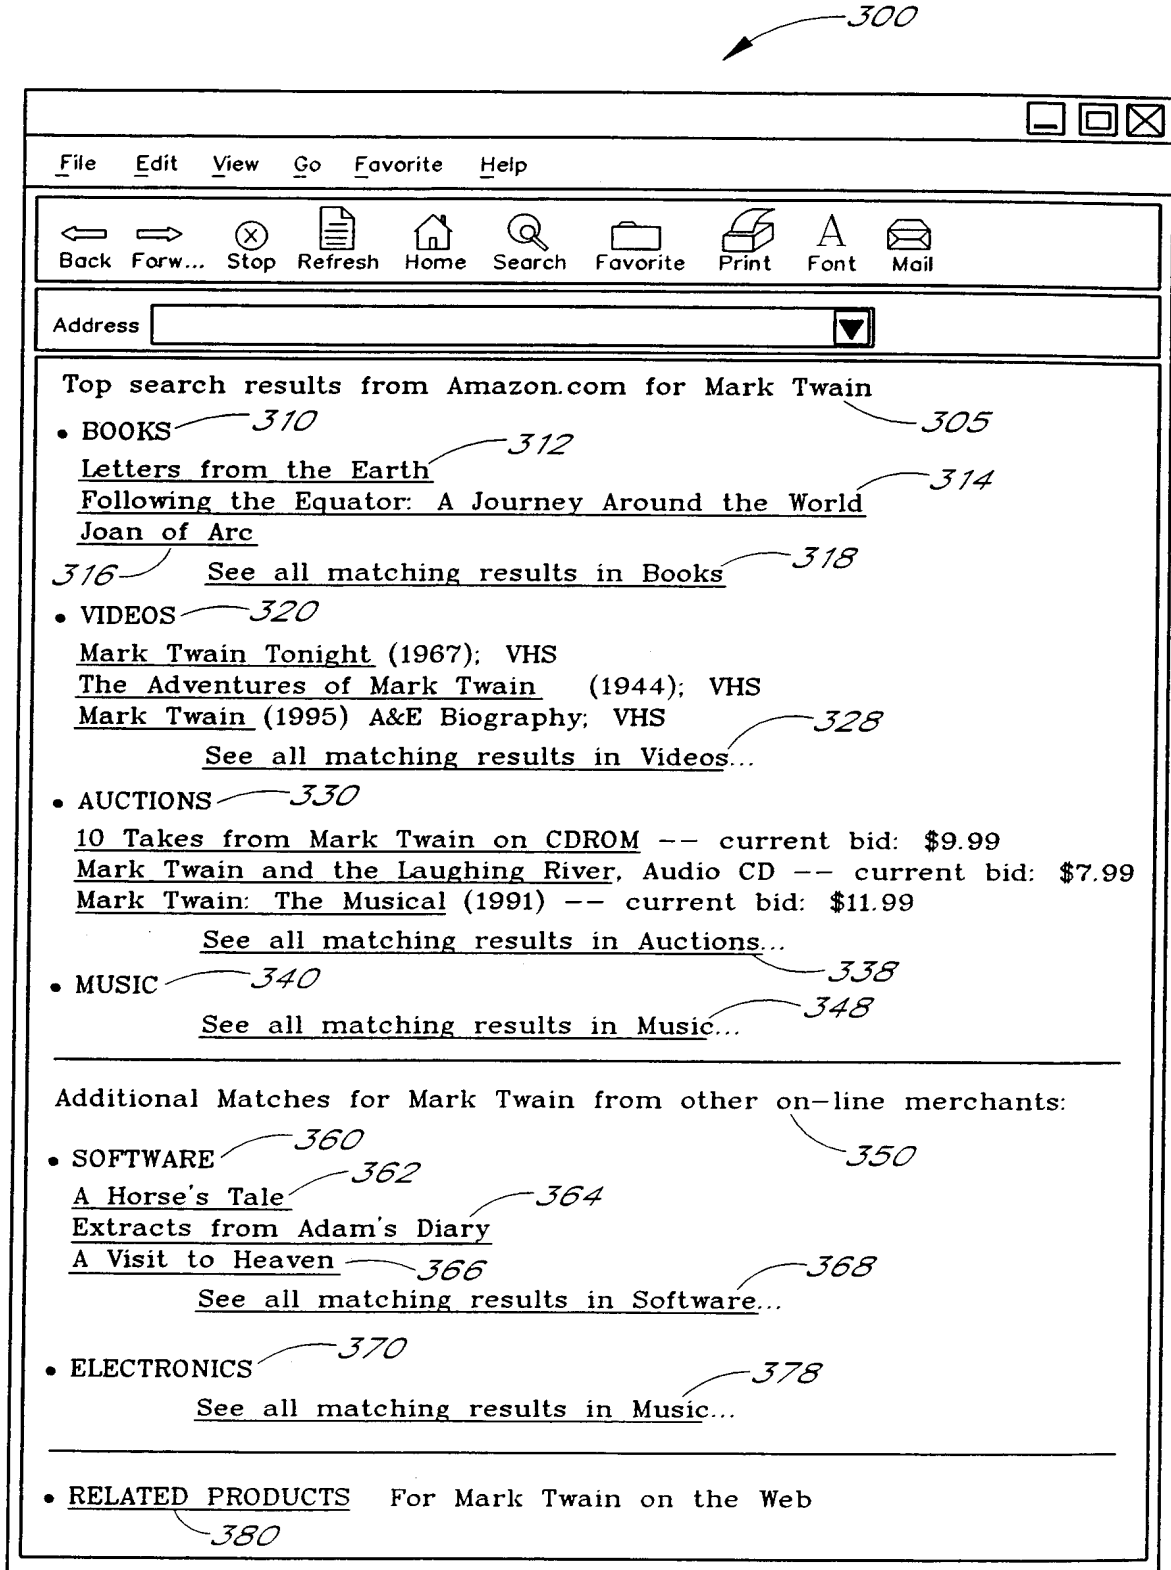 300
File Edit View Go Favorite Help
Back Forw... Stop Refresh Home Search Favorite Print Font Mail
A
Address
Top search results from Amazon.com for Mark Twain
305
• BOOKS 310
312
Letters from the Earth
314
Following the Equator: A Journey Around the World
Joan of Arc
316 See all matching results in Books 318
• VIDEOS 320
Mark Twain Tonight (1967); VHS
The Adventures of Mark Twain (1944); VHS
Mark Twain (1995) A&E Biography; VHS
328
See all matching results in Videos...
• AUCTIONS 330
10 Takes from Mark Twain on CDROM -- current bid: $9.99
Mark Twain and the Laughing River, Audio CD -- current bid: $7.99
Mark Twain: The Musical (1991) -- current bid: $11.99
See all matching results in Auctions...
338
• MUSIC 340
348
See all matching results in Music...
Additional Matches for Mark Twain from other on-line merchants:
350
• SOFTWARE 360
362
A Horse's Tale
364
Extracts from Adam's Diary
A Visit to Heaven 366
368
See all matching results in Software...
• ELECTRONICS 370
378
See all matching results in Music...
• RELATED PRODUCTS For Mark Twain on the Web
380